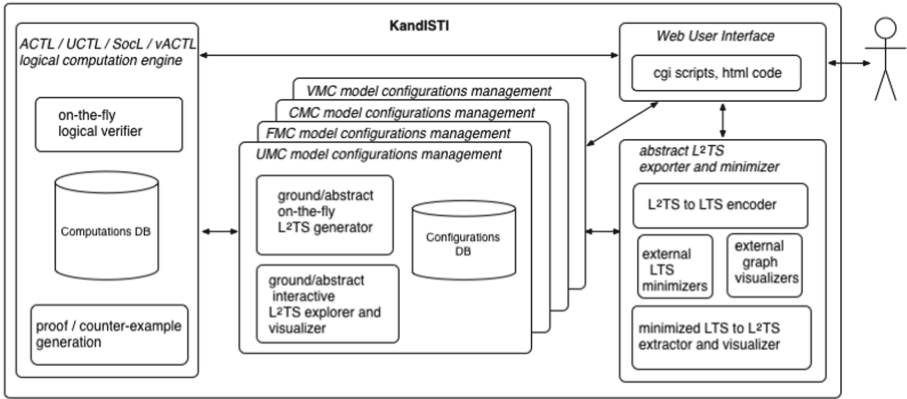 KandISTI
ACTL / UCTL / SocL / vACTL
logical computation engine
on-the-fly
logical verifier
Computations DB
proof / counter-example
generation
VMC model configurations management
CMC model configurations management
FMC model configurations management
UMC model configurations management
ground/abstract
on-the-fly
L²TS generator
ground/abstract
interactive
L²TS explorer and
visualizer
Configurations
DB
Web User Interface
cgi scripts, html code
abstract L²TS
exporter and minimizer
L²TS to LTS encoder
external
LTS
minimizers
external
graph
visualizers
minimized LTS to L²TS
extractor and visualizer